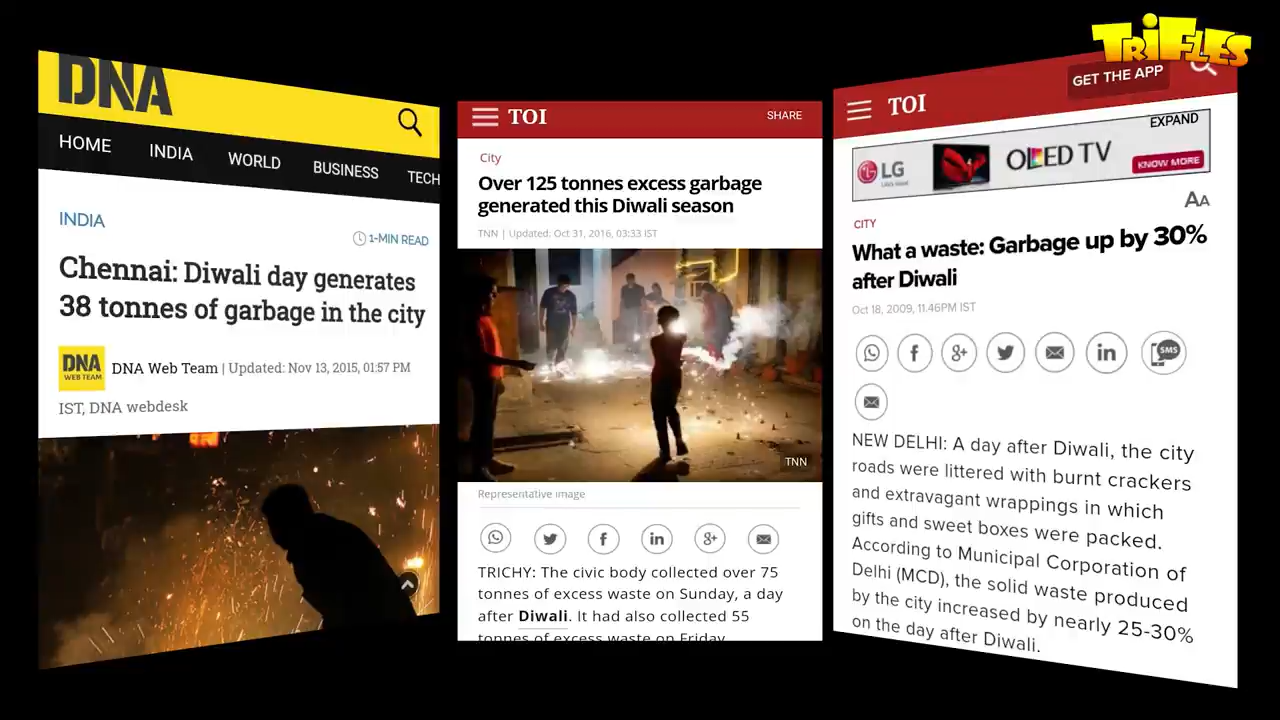 TRIFLES
DNA
HOME INDIA WORLD BUSINESS TECH
INDIA
1-MIN READ
Chennai: Diwali day generates
38 tonnes of garbage in the city
DNA
WEB TEAM
DNA Web Team | Updated: Nov 13, 2015, 01:57 PM
IST, DNA webdesk
TOI
SHARE
City
Over 125 tonnes excess garbage
generated this Diwali season
TNN | Updated: Oct 31, 2016, 03:33 IST
TNN
Representative image
TRICHY: The civic body collected over 75
tonnes of excess waste on Sunday, a day
after Diwali. It had also collected 55
tonnes of excess waste on Friday
GET THE APP
TOI
EXPAND
LG
OLED TV
KNOW MORE
AA
CITY
What a waste: Garbage up by 30%
after Diwali
Oct 18, 2009, 11.46PM IST
SMS
NEW DELHI: A day after Diwali, the city
roads were littered with burnt crackers
and extravagant wrappings in which
gifts and sweet boxes were packed.
According to Municipal Corporation of
Delhi (MCD), the solid waste produced
by the city increased by nearly 25-30%
on the day after Diwali.